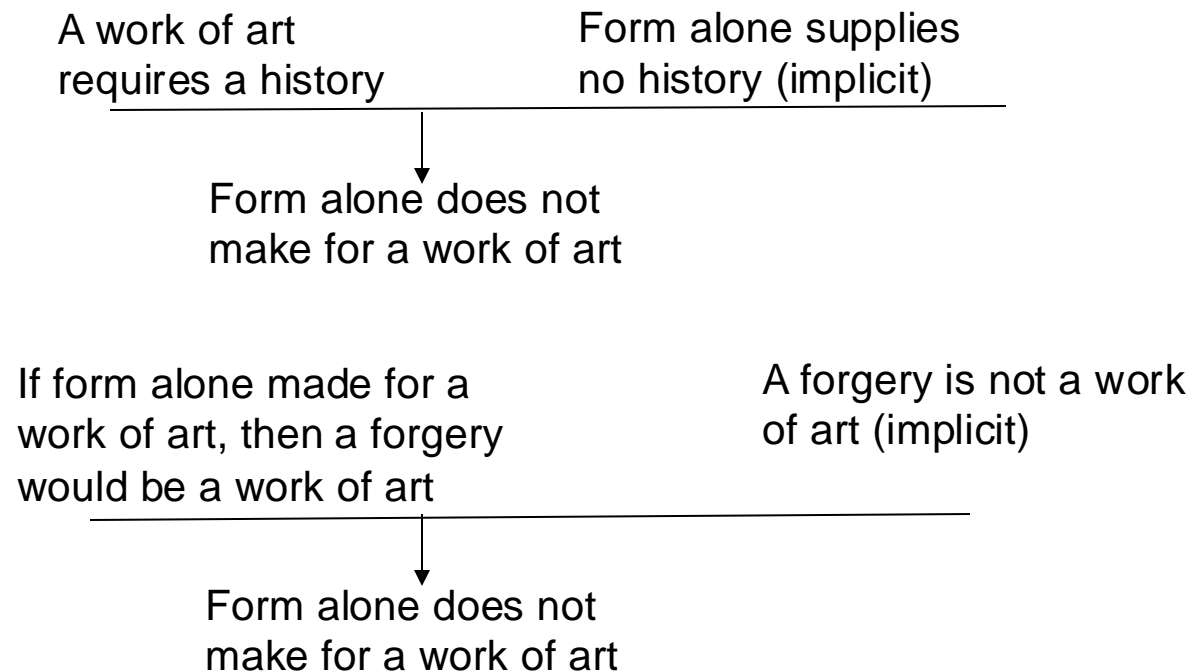 A work of art
requires a history
Form alone supplies
no history (implicit)
Form alone does not
make for a work of art
If form alone made for a
work of art, then a forgery
would be a work of art
A forgery is not a work
of art (implicit)
Form alone does not
make for a work of art